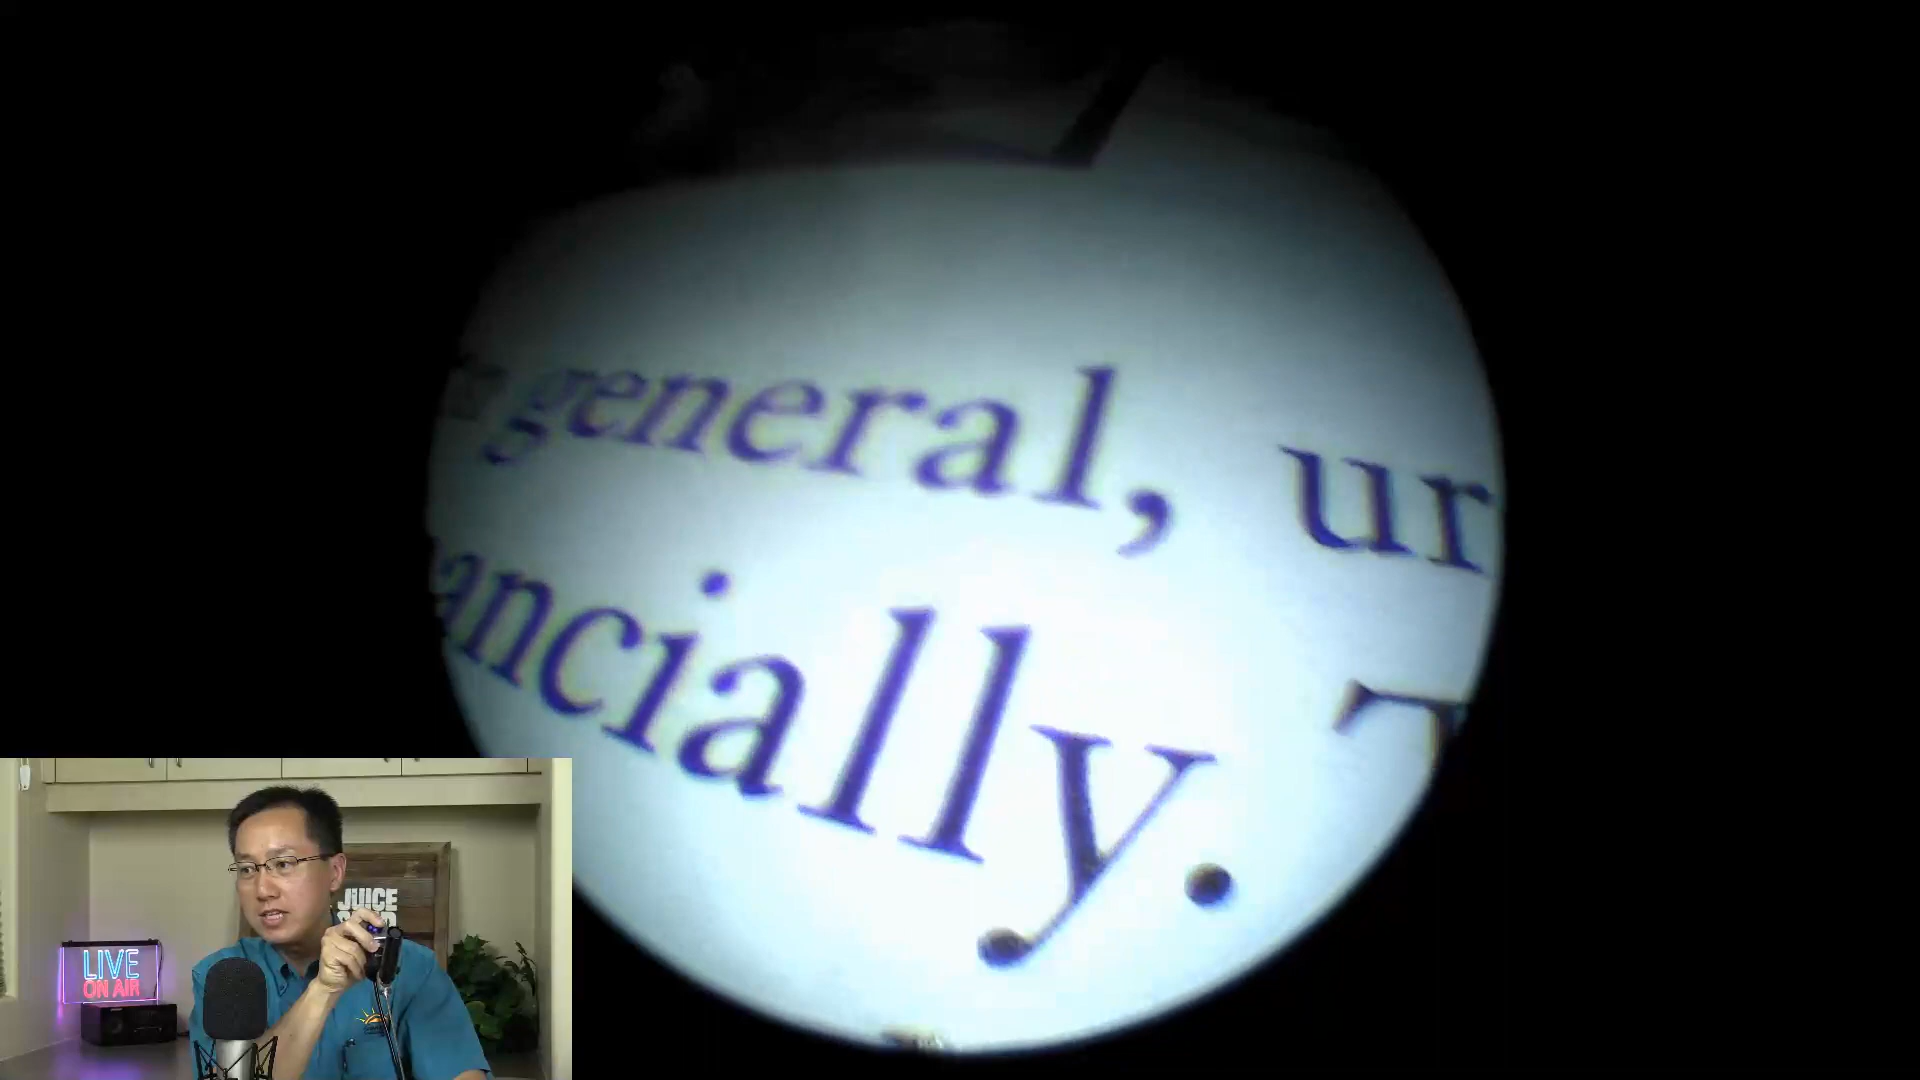 general, ur
ancially. T
JUICE
LIVE
ON AIR